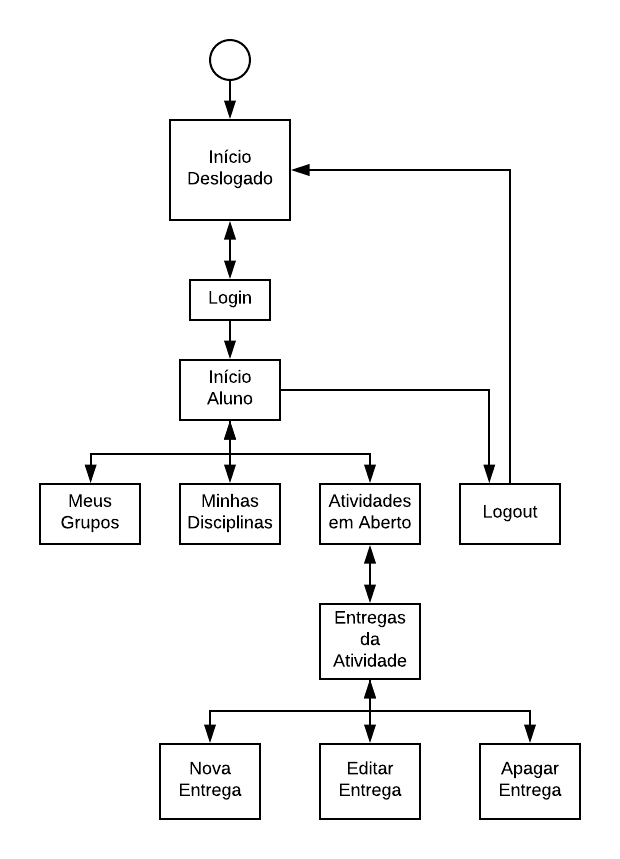 Início
Deslogado
Login
Início
Aluno
Meus
Grupos
Minhas
Disciplinas
Atividades
em Aberto
Logout
Entregas
da
Atividade
Nova
Entrega
Editar
Entrega
Apagar
Entrega